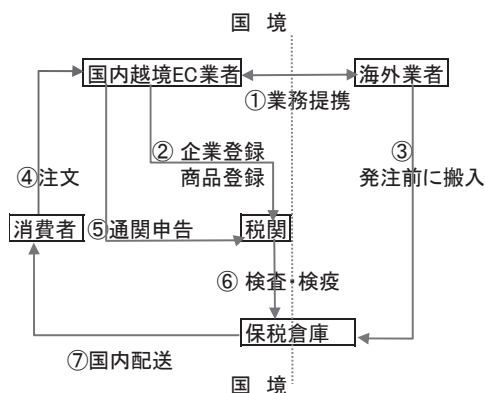 国 境
国内越境EC業者
海外業者
①業務提携
② 企業登録
商品登録
③
発注前に搬入
④注文
消費者
⑤通関申告
税関
⑥ 検査・検疫
保税倉庫
⑦国内配送
国 境